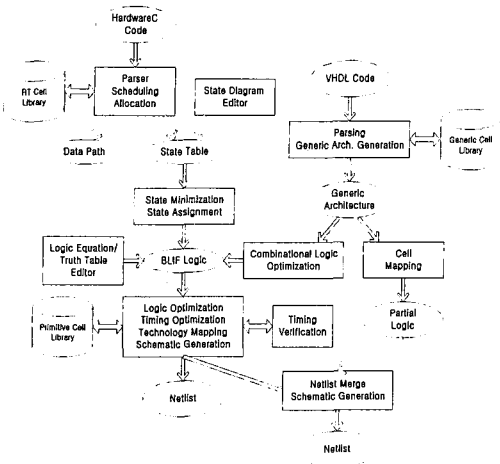 HardwareC
Code
RT Cell
Library
Parser
Scheduling
Allocation
State Diagram
Editor
VHDL Code
Parsing
Generic Arch. Generation
Generic Cell
Library
Data Path
State Table
State Minimization
State Assignment
Generic
Architecture
Logic Equation/
Truth Table
Editor
BLIF Logic
Combinational Logic
Optimization
Cell
Mapping
Primitive Cell
Library
Logic Optimization
Timing Optimization
Technology Mapping
Schematic Generation
Timing
Verification
Partial
Logic
Netlist
Netlist Merge
Schematic Generation
Netlist